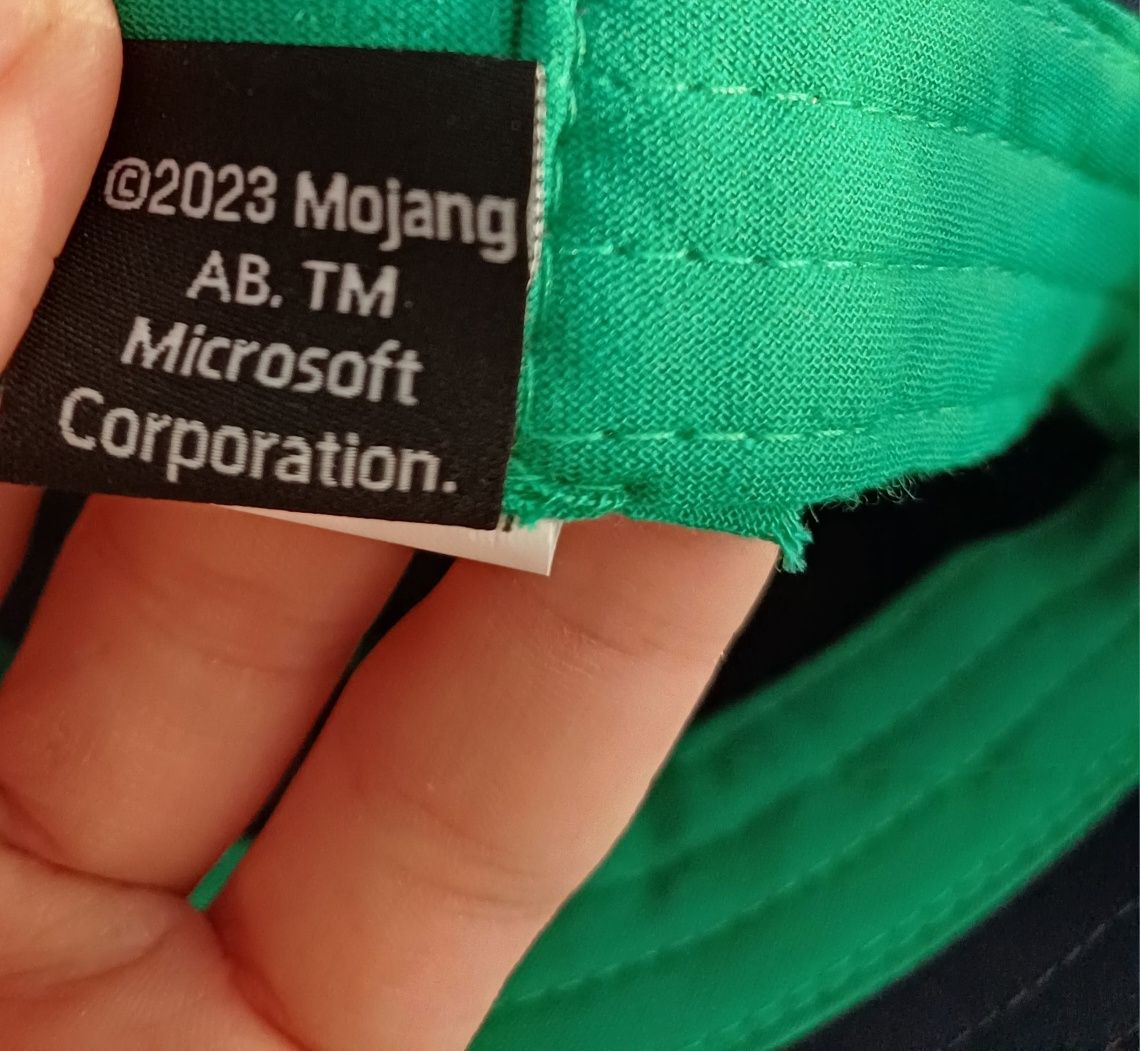 ©2023 Mojang
AB. TM
Microsoft
Corporation.